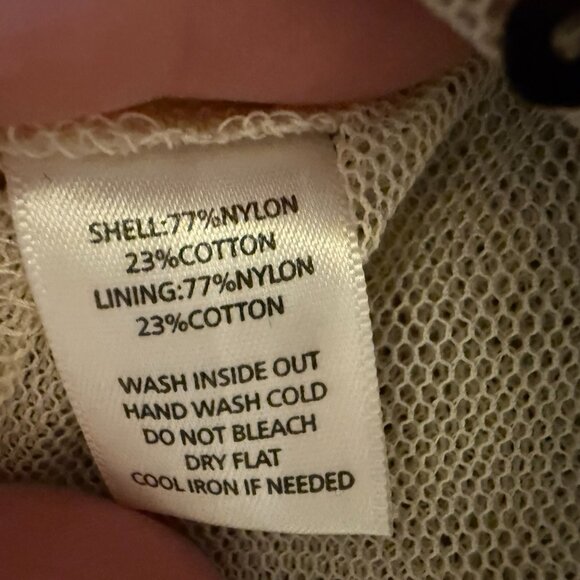 SHELL:77%NYLON
23%COTTON
LINING:77%NYLON
23%COTTON
WASH INSIDE OUT
HAND WASH COLD
DO NOT BLEACH
DRY FLAT
COOL IRON IF NEEDED